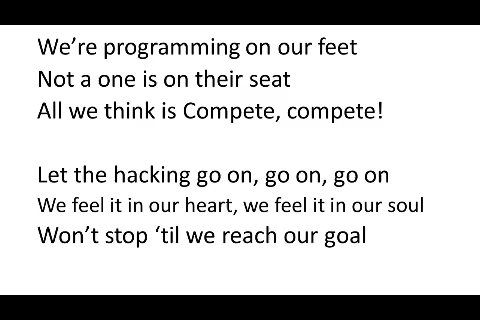 We’re programming on our feet
Not a one is on their seat
All we think is Compete, compete!
Let the hacking go on, go on, go on
We feel it in our heart, we feel it in our soul
Won’t stop ‘til we reach our goal